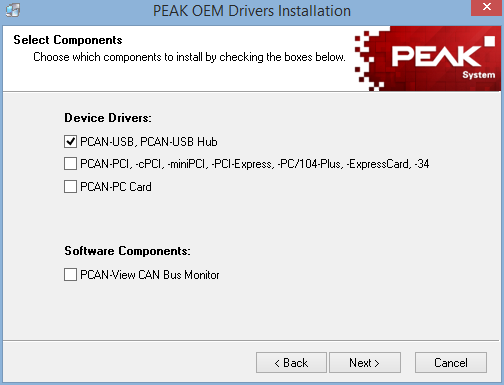 PEAK OEM Drivers Installation
Select Components
Choose which components to install by checking the boxes below.
PEAK
System
Device Drivers:
PCAN-USB, PCAN-USB Hub
PCAN-PCI, -cPCI, -miniPCI, -PCI-Express, -PC/104-Plus, -ExpressCard, -34
PCAN-PC Card
Software Components:
PCAN-View CAN Bus Monitor
< Back
Next >
Cancel